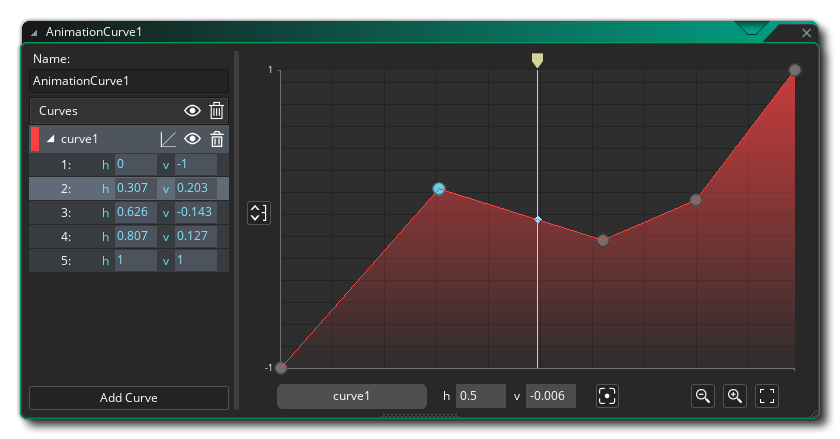 AnimationCurve1
Name:
AnimationCurve1
Curves
curve1
1: h 0 v -1
2: h 0.307 v 0.203
3: h 0.626 v -0.143
4: h 0.807 v 0.127
5: h 1 v 1
Add Curve
1
-1
curve1 h 0.5 v -0.006